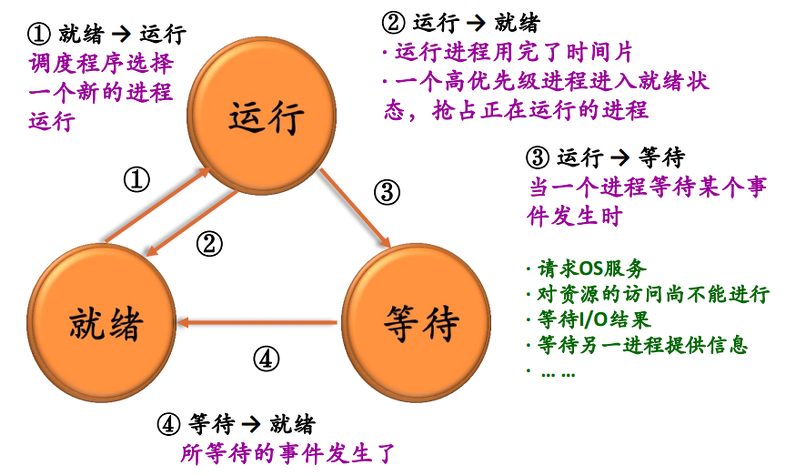 ① 就绪 → 运行
调度程序选择
一个新的进程
运行
② 运行 → 就绪
· 运行进程用完了时间片
· 一个高优先级进程进入就绪状
态，抢占正在运行的进程
运行
③ 运行 → 等待
当一个进程等待某个事
件发生时
①
③
②
· 请求OS服务
· 对资源的访问尚不能进行
· 等待I/O结果
· 等待另一进程提供信息
· … …
就绪
等待
④
④ 等待 → 就绪
所等待的事件发生了